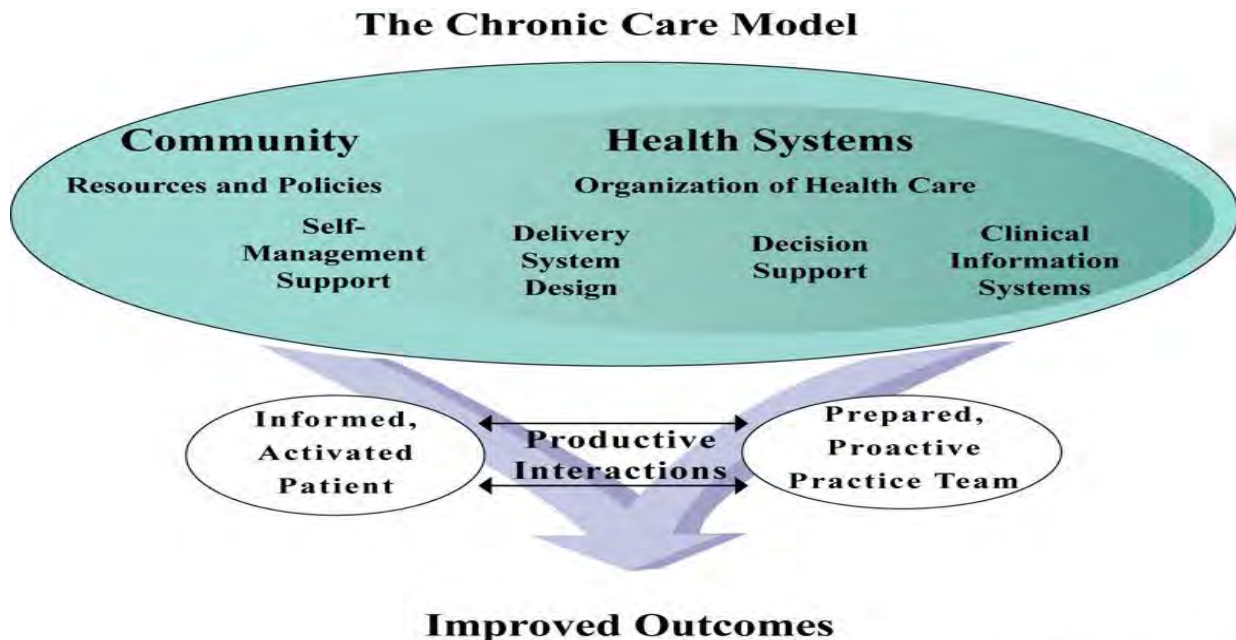 The Chronic Care Model
Community
Resources and Policies
Health Systems
Organization of Health Care
Self-
Management
Support
Delivery
System
Design
Decision
Support
Clinical
Information
Systems
Informed,
Activated
Patient
Productive
Interactions
Prepared,
Proactive
Practice Team
Improved Outcomes